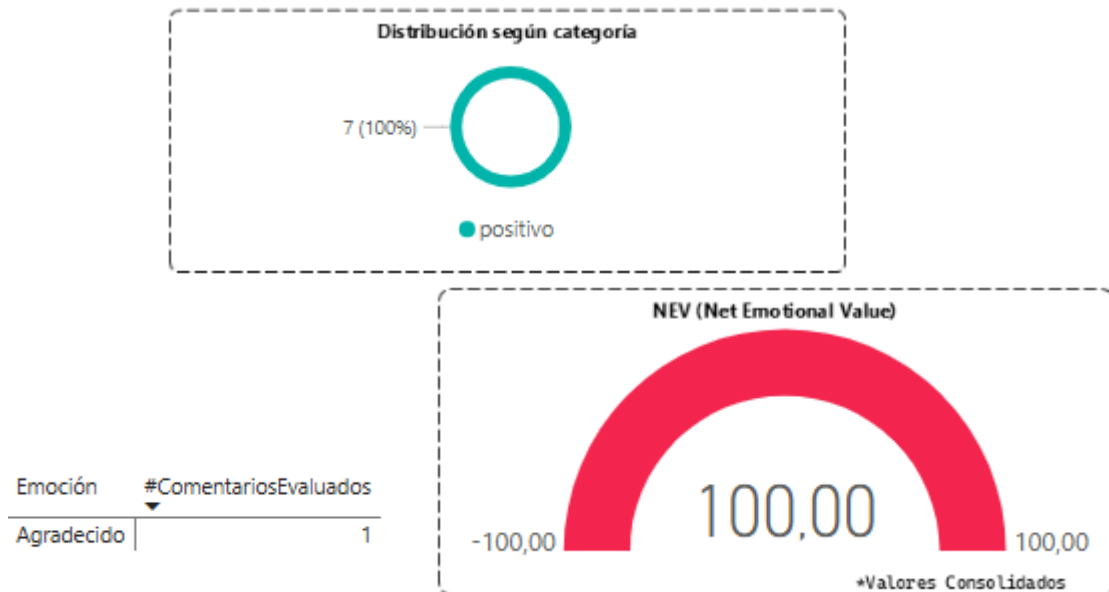 Distribución según categoría
7 (100%)
positivo
NEV (Net Emotional Value)
100,00
-100,00
100,00
*Valores Consolidados
Emoción #ComentariosEvaluados
Agradecido 1